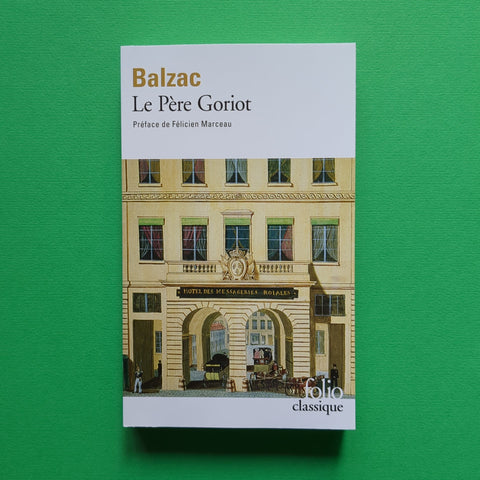 Balzac
Le Père Goriot
Préface de Félicien Marceau
HOTEL DES MESSAGERIES ROYALES
folio
classique